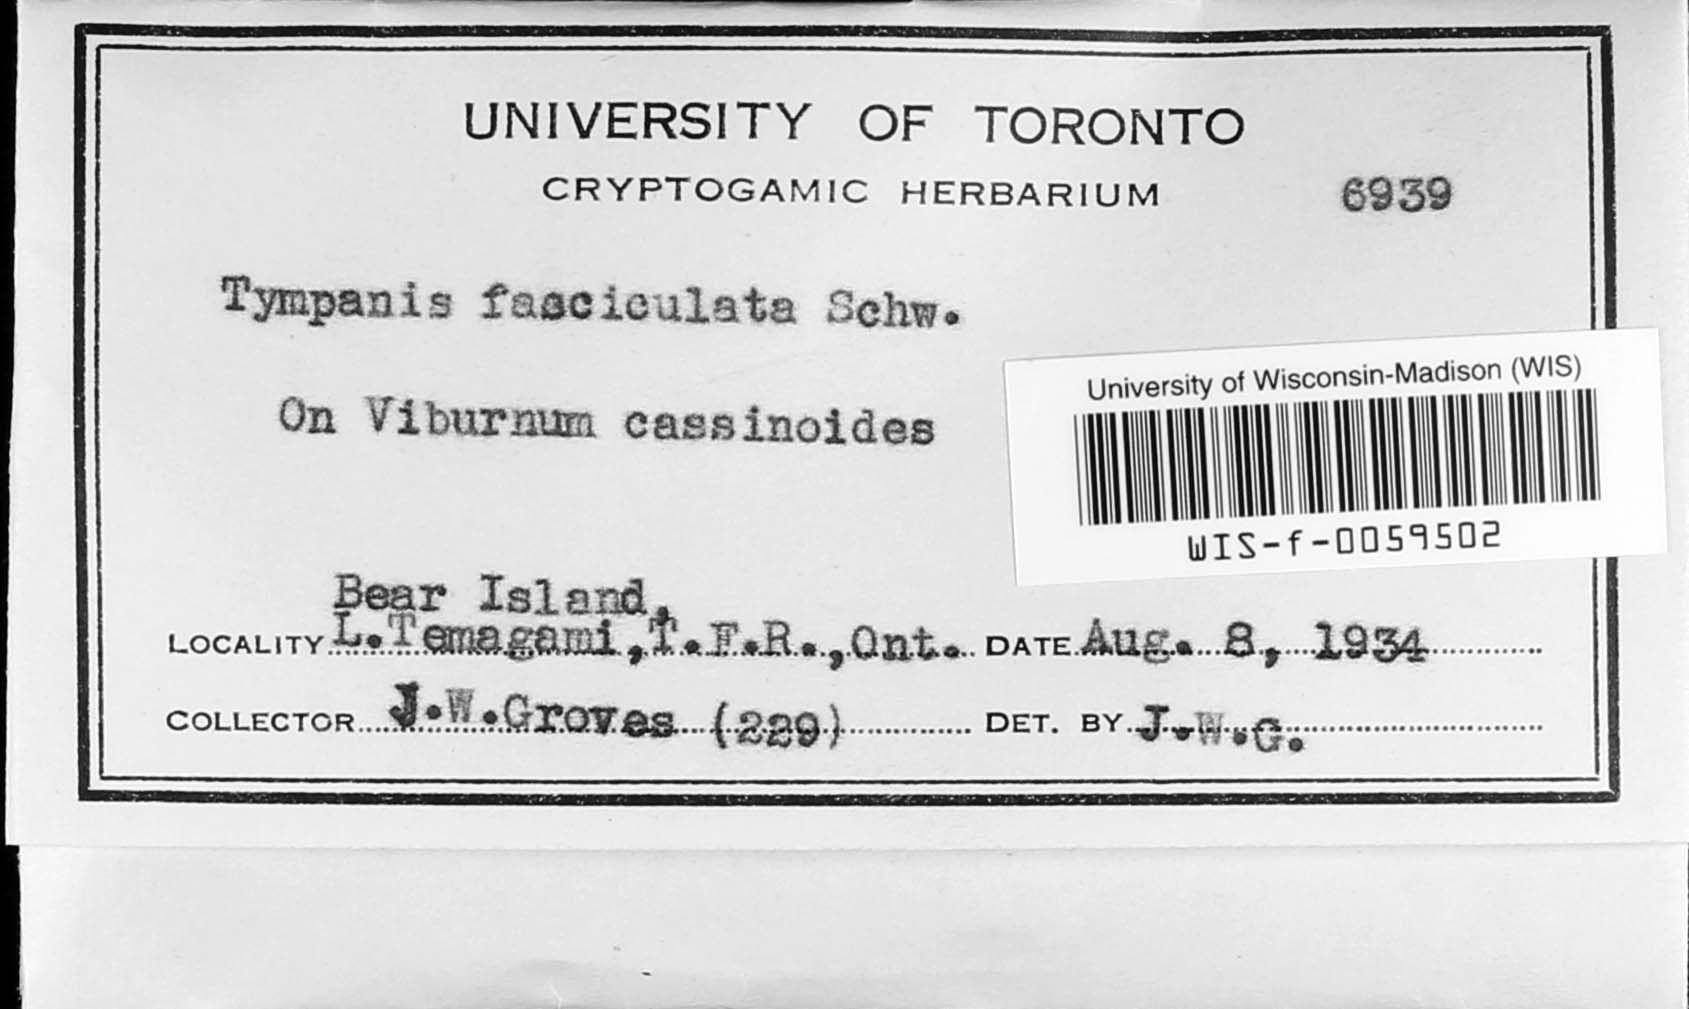 UNIVERSITY OF TORONTO
CRYPTOGAMIC HERBARIUM 6939
Tympanis fasciculata Schw.
On Viburnum cassinoides
University of Wisconsin-Madison (WIS)
WIS-f-0059502
Bear Island,
LOCALITY L.Temagami,T.F.R.,Ont. DATE Aug. 8, 1934
COLLECTOR J.W.Groves (229) DET. BY J.W.G.